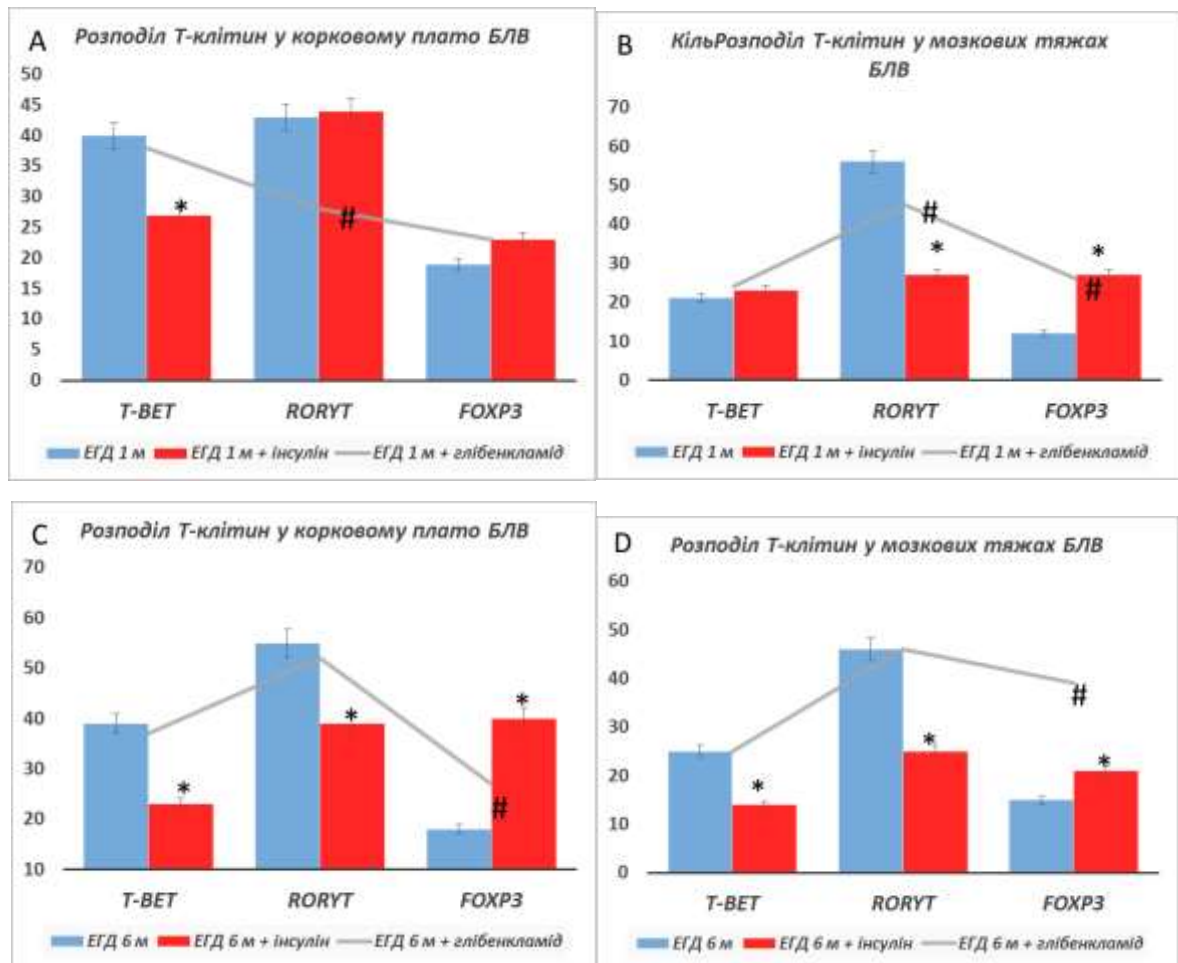 A
Розподіл Т-клітин у корковому плато БЛВ
50
45
40
35
30
25
20
15
10
5
0
*
#
T-BET RORYT FOXP3
ЕГД 1 м ЕГД 1 м + інсулін ЕГД 1 м + глібенкламід
B
КільРозподіл Т-клітин у мозкових тяжах
БЛВ
70
60
50
40
30
20
10
0
#
*
*
#
T-BET RORYT FOXP3
ЕГД 1 м ЕГД 1 м + інсулін ЕГД 1 м + глібенкламід
C
Розподіл Т-клітин у корковому плато БЛВ
70
60
50
40
30
20
10
*
*
*
#
T-BET RORYT FOXP3
ЕГД 6 м ЕГД 6 м + інсулін ЕГД 6 м + глібенкламід
D
Розподіл Т-клітин у мозкових тяжах БЛВ
60
50
40
30
20
10
0
*
*
#
*
T-BET RORYT FOXP3
ЕГД 6 м ЕГД 6 м + інсулін ЕГД 6 м + глібенкламід